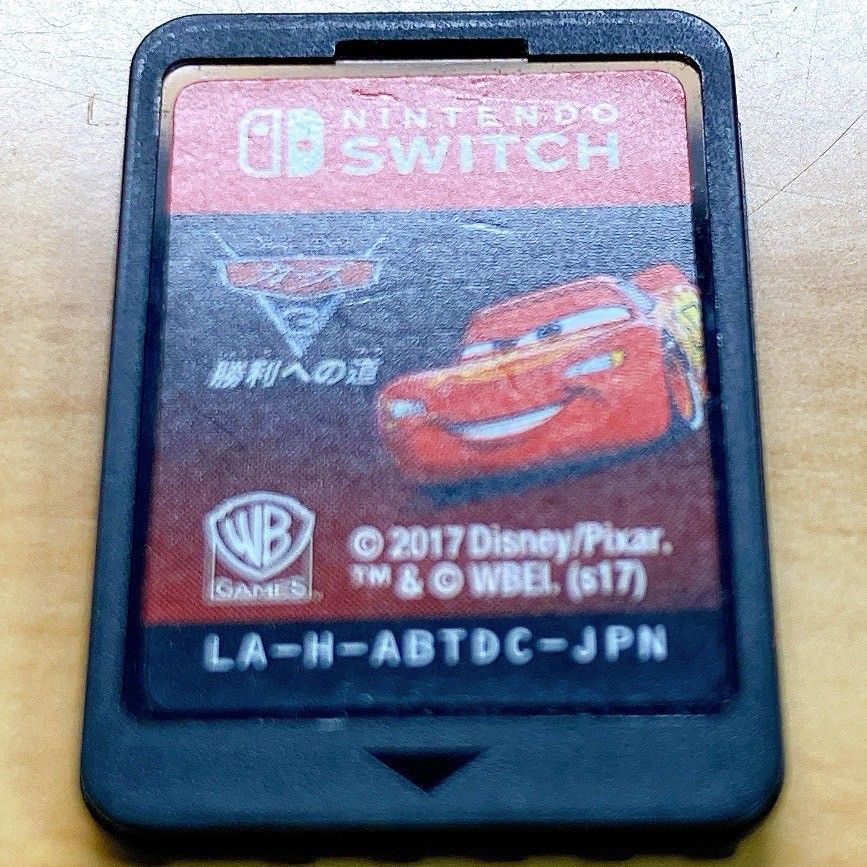 NINTENDO
SWITCH
カーズ
3
勝利への道
WB
GAMES
™
© 2017 Disney/Pixar.
™ & © WBEI. (s17)
LA-H-ABTDC-JPN